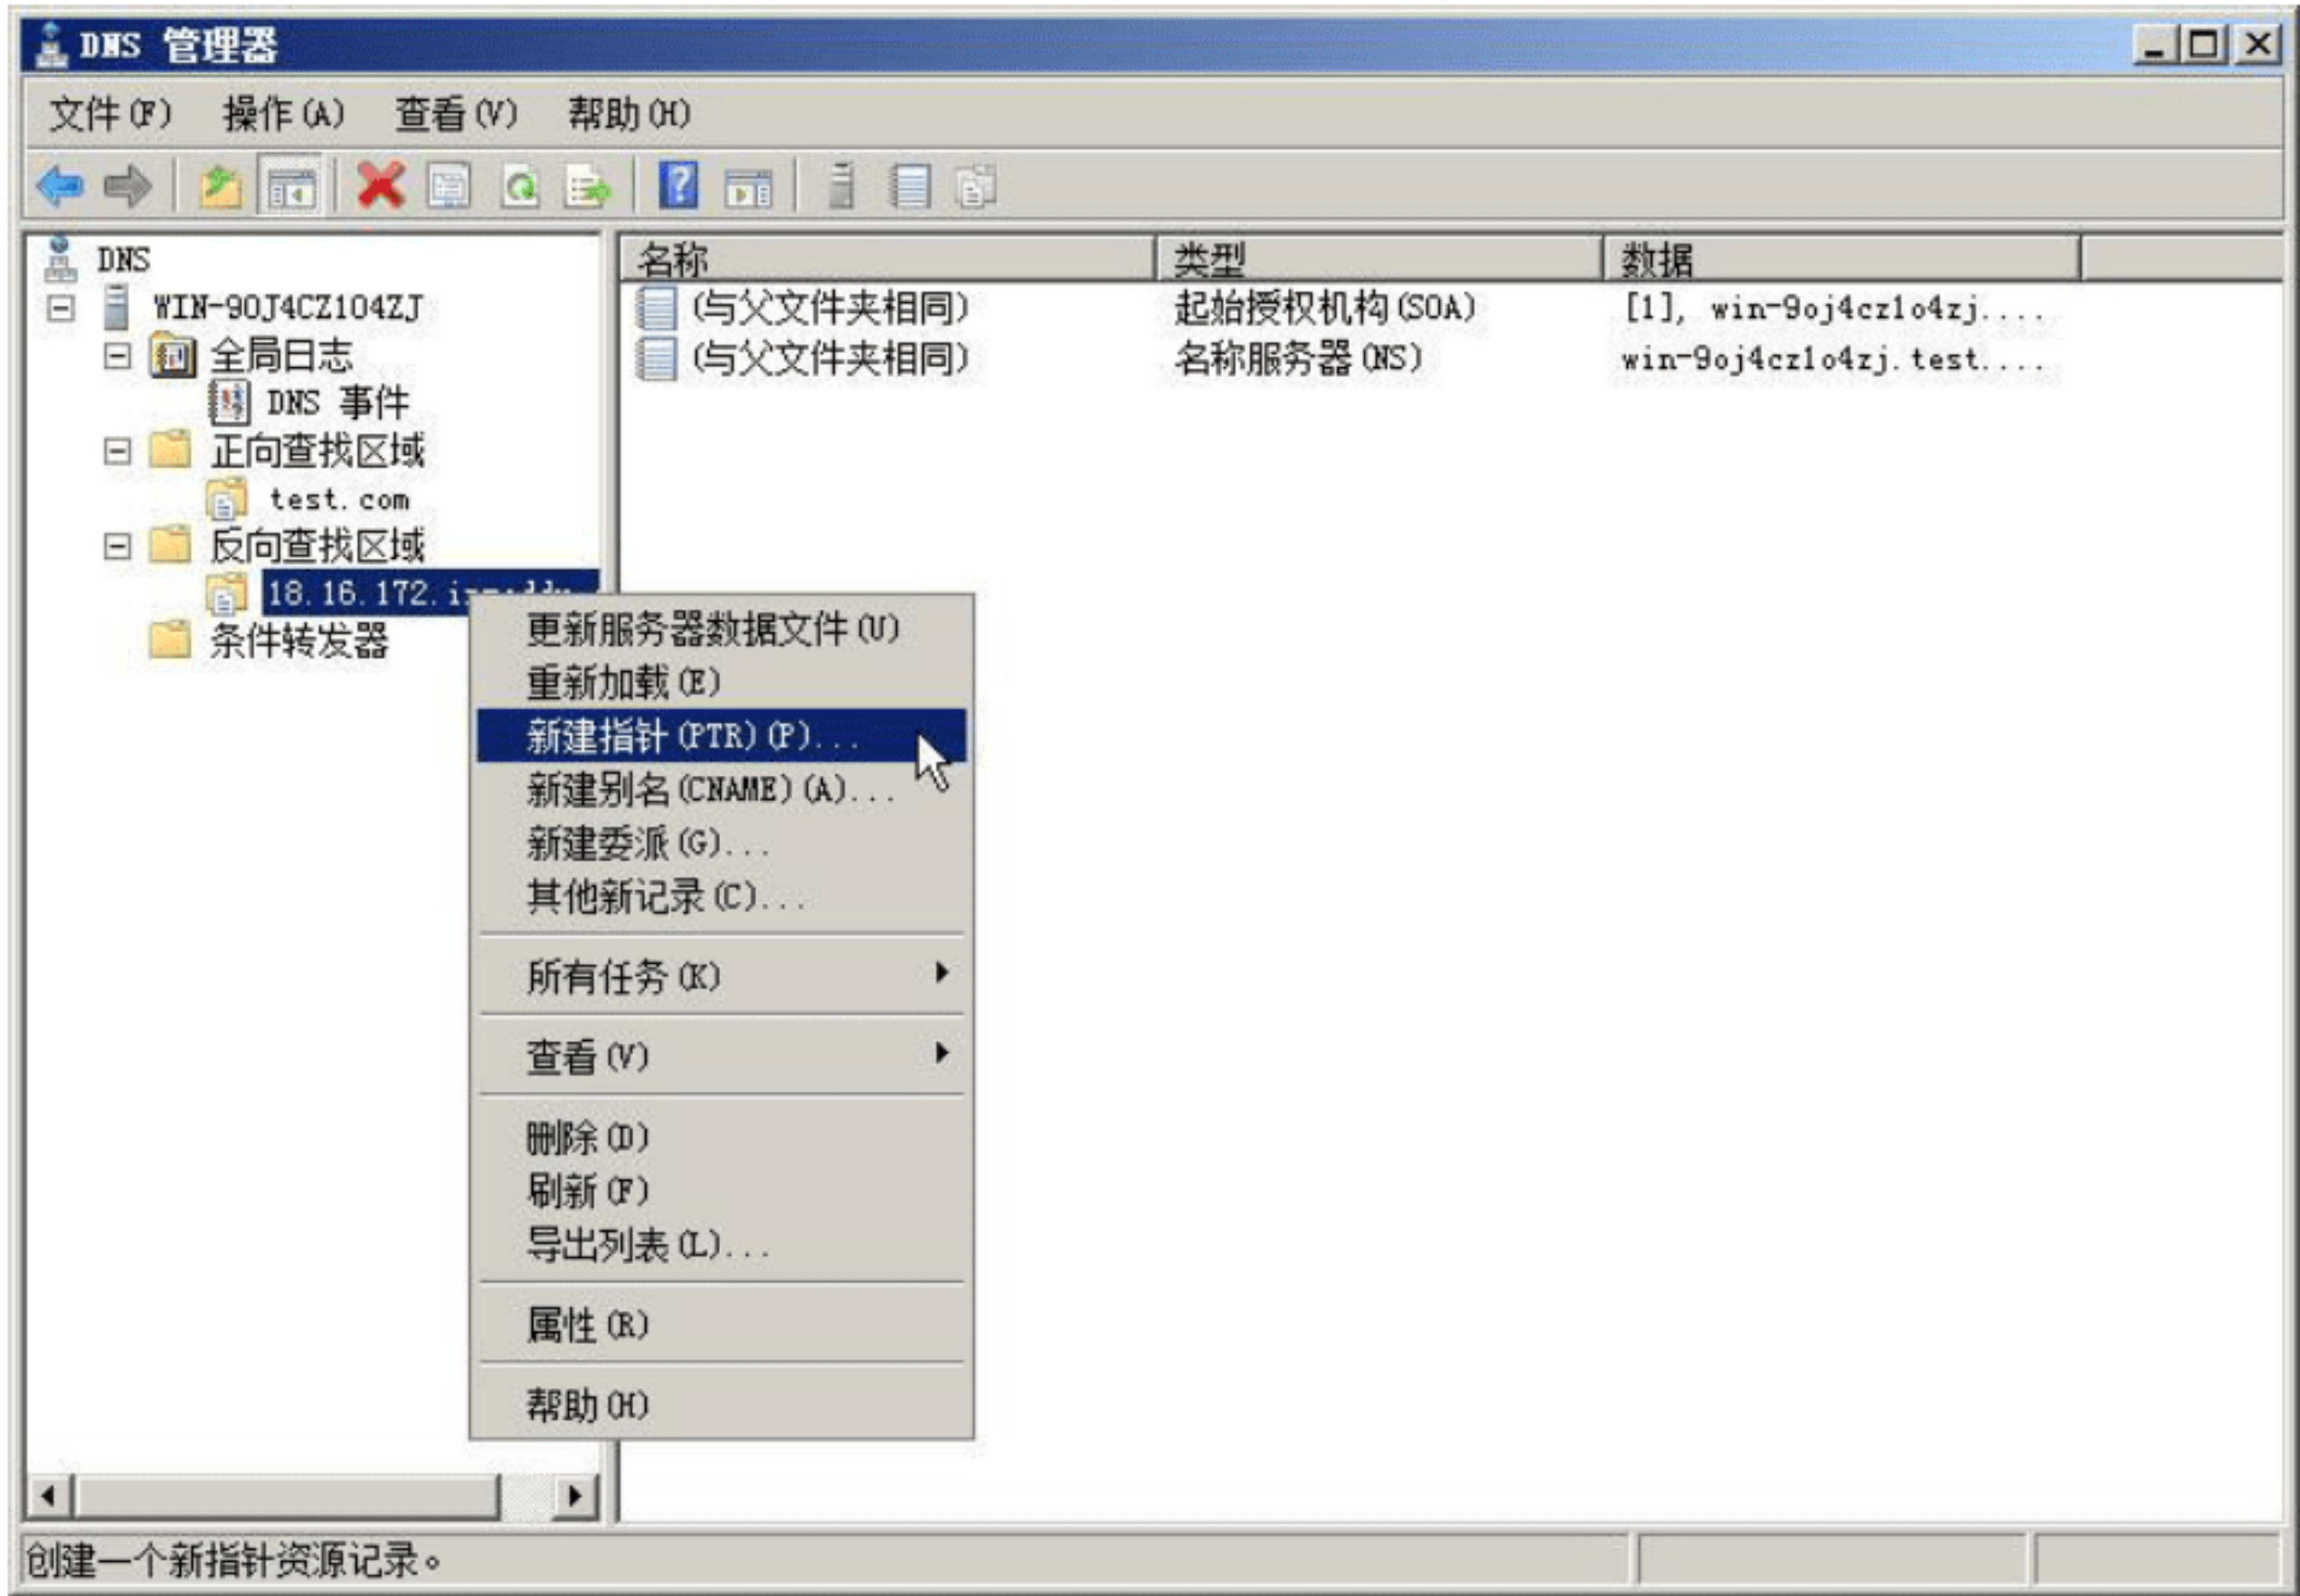 DNS 管理器
文件(F) 操作(A) 查看(V) 帮助(H)
DNS
WIN-9OJ4CZ1O4ZJ
全局日志
DNS 事件
正向查找区域
test.com
反向查找区域
18.16.172.
条件转发器
名称 类型 数据
(与父文件夹相同) 起始授权机构(SOA) [1], win-9oj4cz1o4zj....
(与父文件夹相同) 名称服务器(NS) win-9oj4cz1o4zj.test....
更新服务器数据文件(U)
重新加载(E)
新建指针(PTR)(P)...
新建别名(CNAME)(A)...
新建委派(G)...
其他新记录(C)...
所有任务(K)
查看(V)
删除(D)
刷新(F)
导出列表(L)...
属性(R)
帮助(H)
创建一个新指针资源记录。